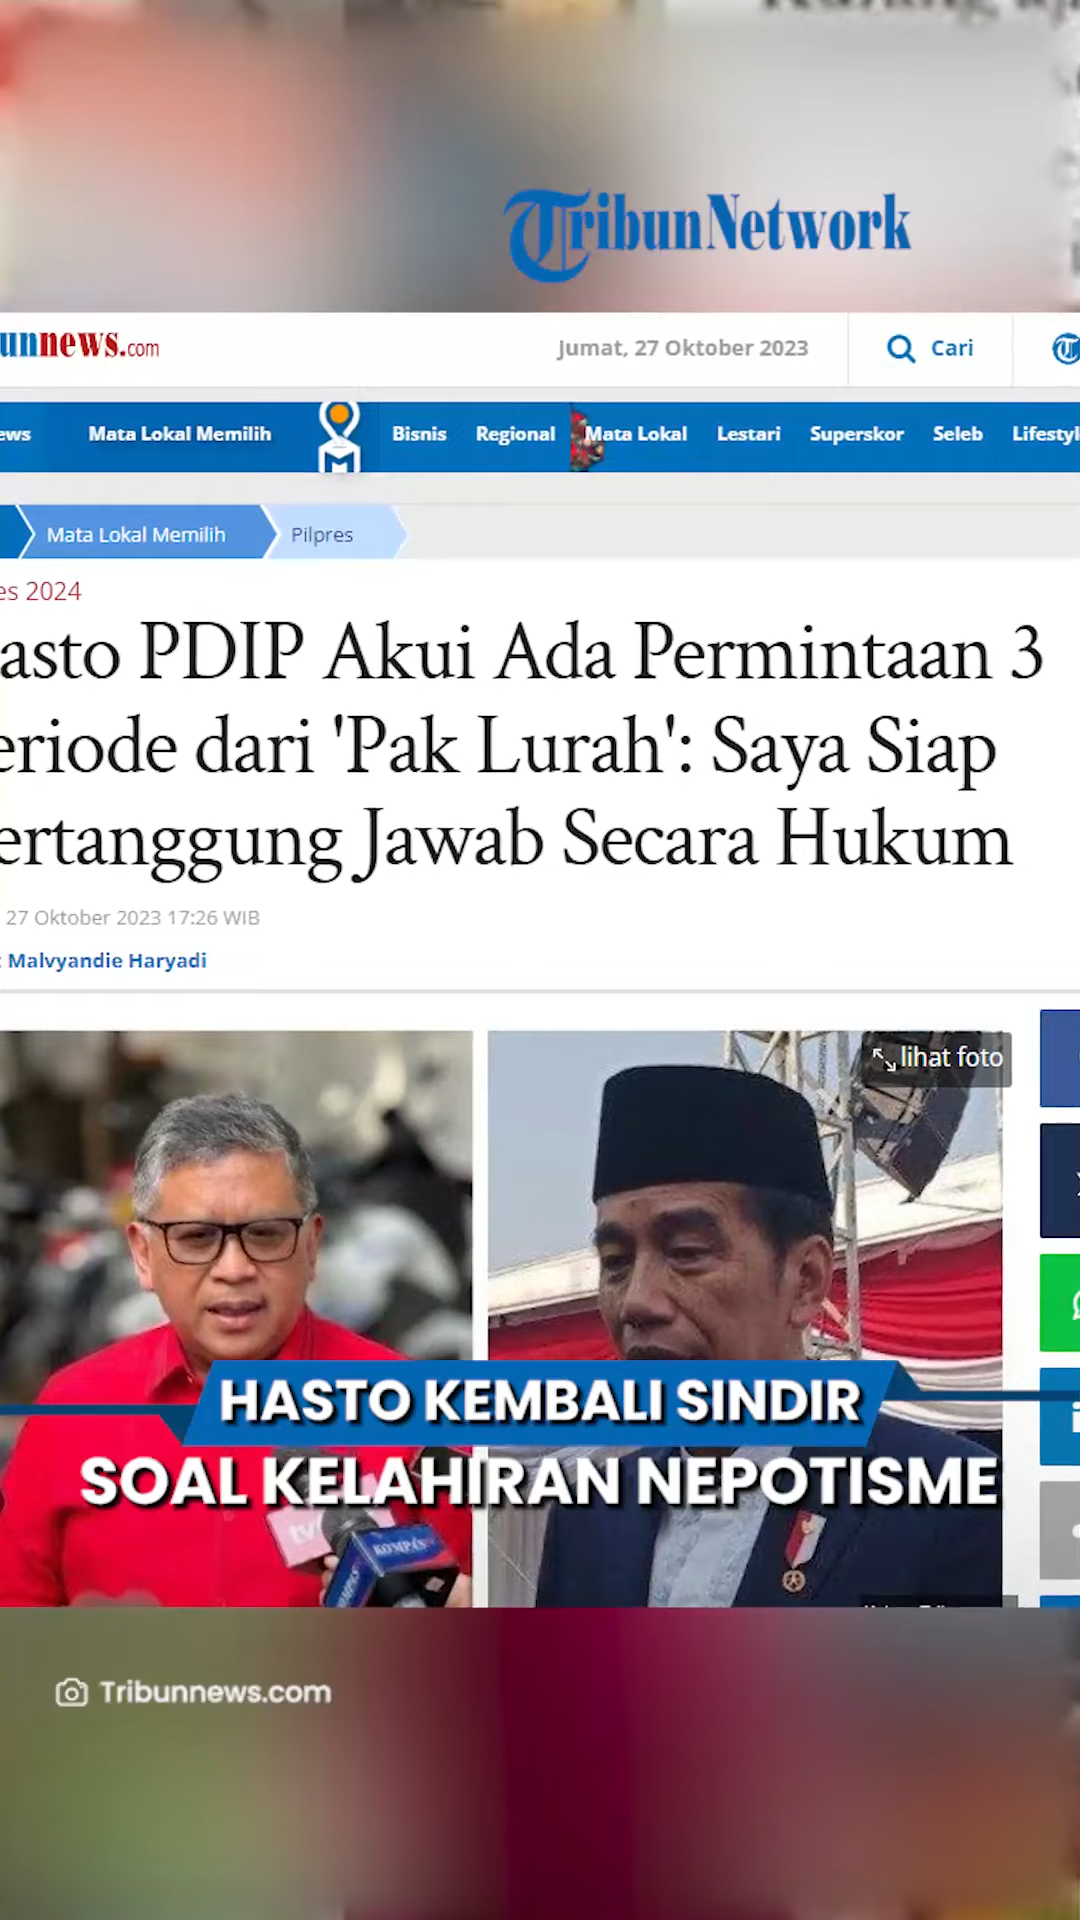 TribunNetwork
unnews.com
Jumat, 27 Oktober 2023
Cari
ews
Mata Lokal Memilih
Bisnis
Regional
Mata Lokal
Lestari
Superskor
Seleb
Lifestyl
Mata Lokal Memilih
Pilpres
es 2024
asto PDIP Akui Ada Permintaan 3
eriode dari 'Pak Lurah': Saya Siap
ertanggung Jawab Secara Hukum
27 Oktober 2023 17:26 WIB
: Malvyandie Haryadi
lihat foto
HASTO KEMBALI SINDIR
SOAL KELAHIRAN NEPOTISME
tv
KOMPAS
Tribunnews.com